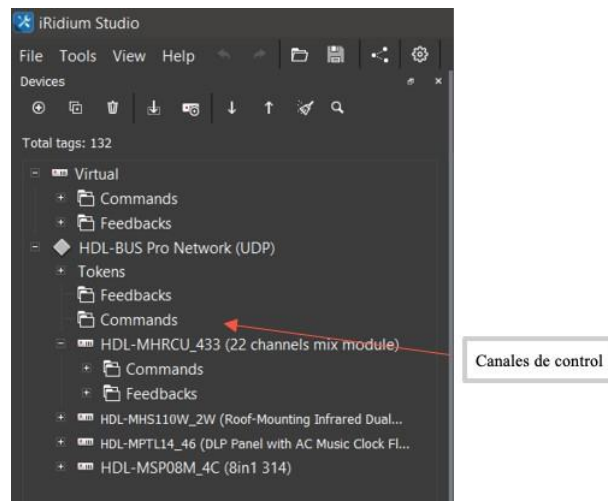 iRidium Studio
File Tools View Help
Devices
Total tags: 132
Virtual
Commands
Feedbacks
HDL-BUS Pro Network (UDP)
Tokens
Feedbacks
Commands
HDL-MHRCU_433 (22 channels mix module)
Canales de control
Commands
Feedbacks
HDL-MHS110W_2W (Roof-Mounting Infrared Dual...
HDL-MPTL14_46 (DLP Panel with AC Music Clock Fl...
HDL-MSP08M_4C (8in1 314)